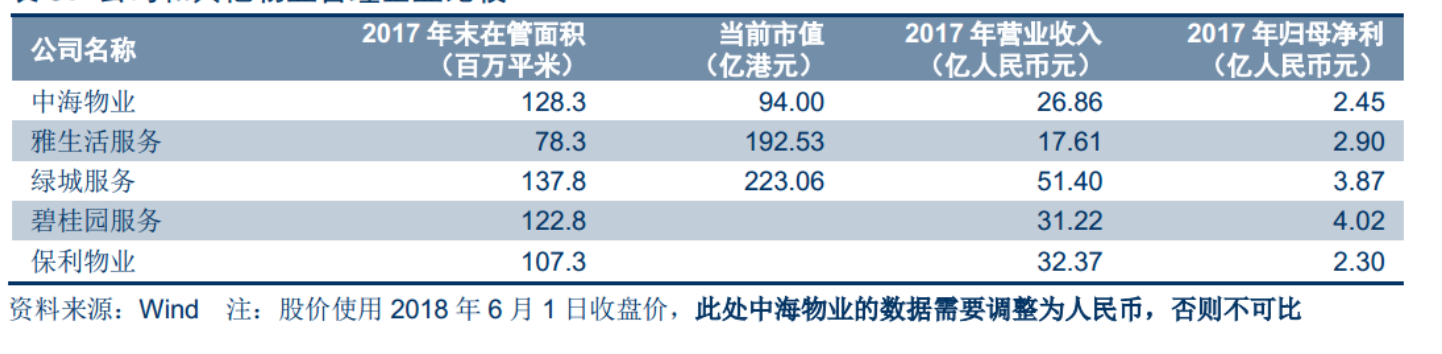 公司名称 2017 年末在管面积（百万平米） 当前市值（亿港元） 2017 年营业收入（亿人民币元） 2017 年归母净利（亿人民币元）
中海物业 128.3 94.00 26.86 2.45
雅生活服务 78.3 192.53 17.61 2.90
绿城服务 137.8 223.06 51.40 3.87
碧桂园服务 122.8 31.22 4.02
保利物业 107.3 32.37 2.30
资料来源：Wind 注：股价使用 2018 年 6 月 1 日收盘价，此处中海物业的数据需要调整为人民币，否则不可比